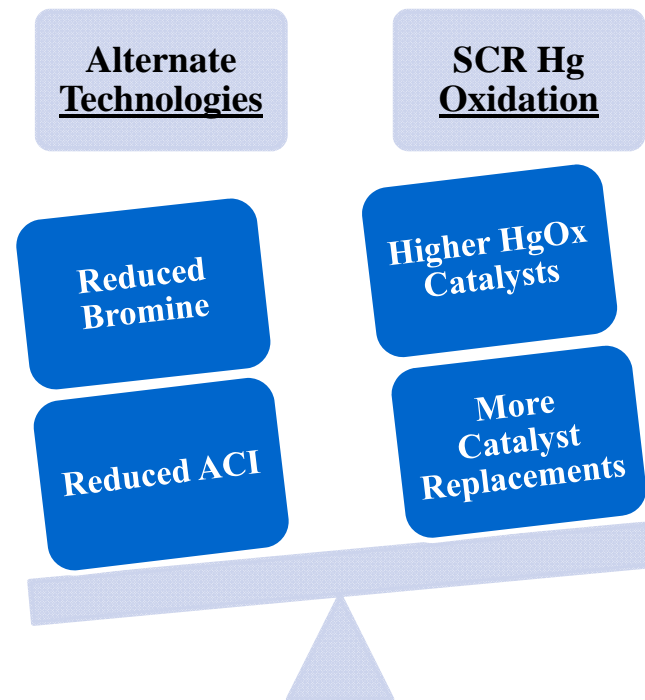 Alternate
Technologies
SCR Hg
Oxidation
Reduced
Bromine
Reduced ACI
Higher HgOx
Catalysts
More
Catalyst
Replacements